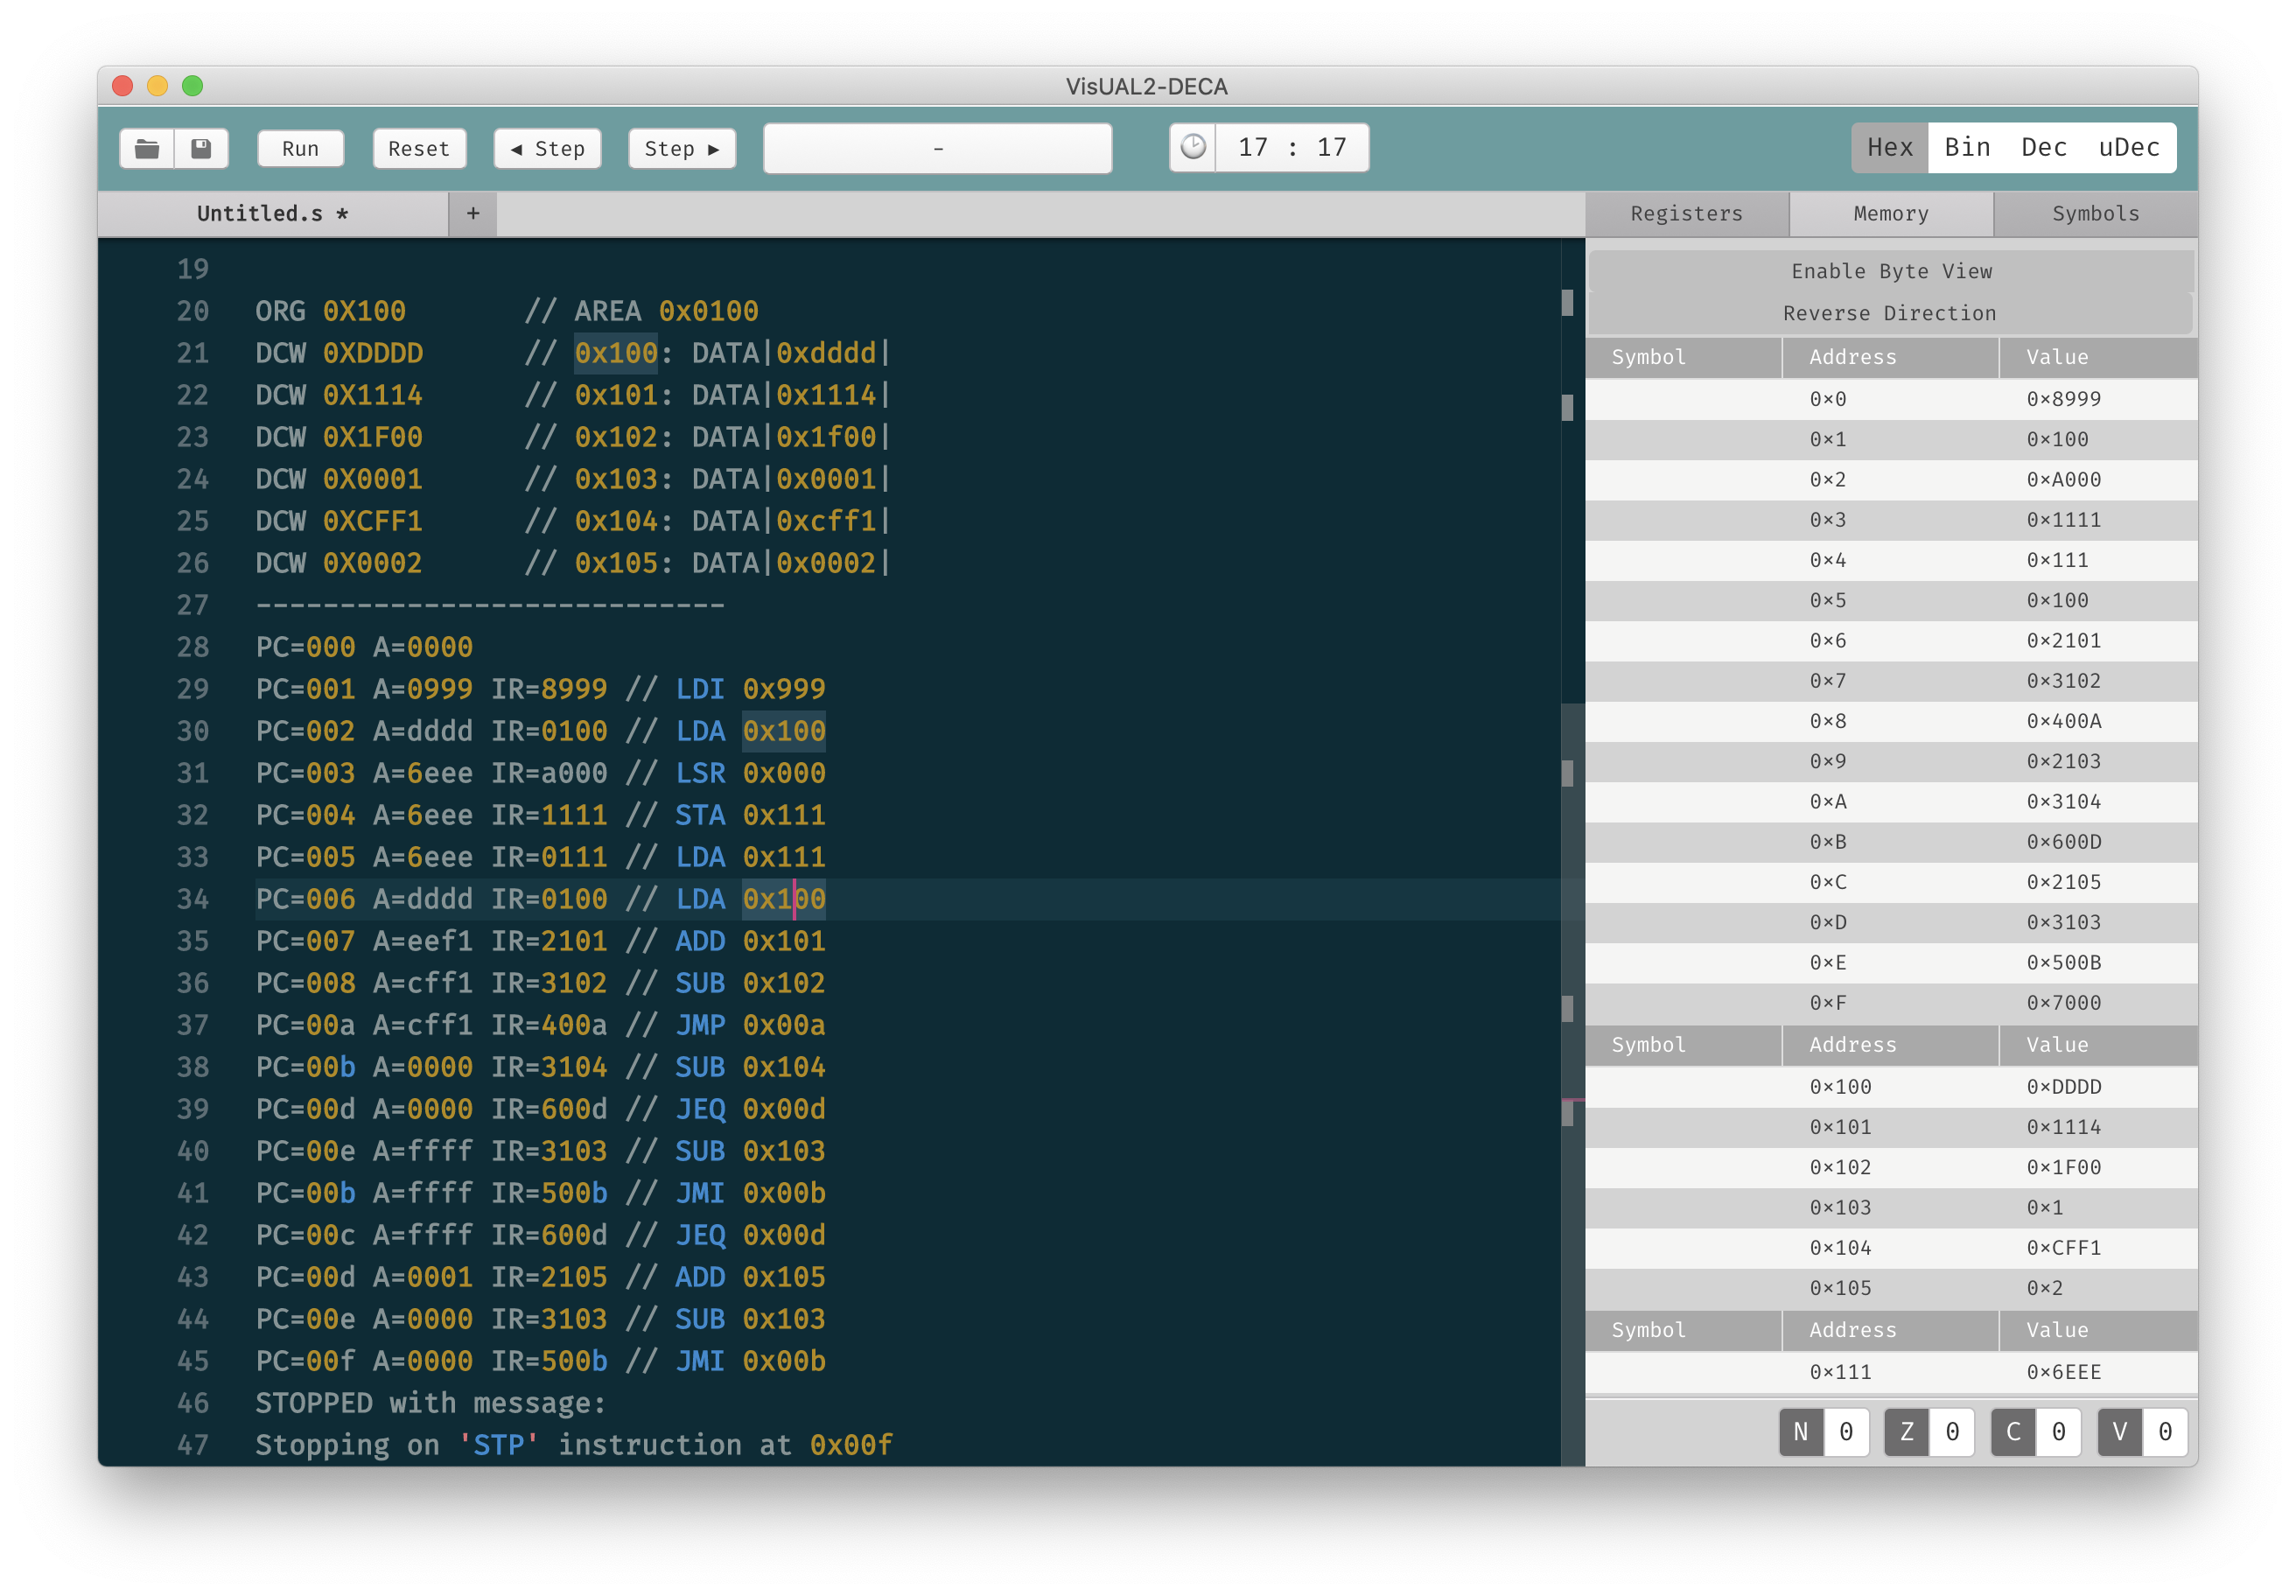 VisUAL2-DECA
Run Reset ◂ Step Step ▸ - 17 : 17 Hex Bin Dec uDec
Untitled.s * +
Registers Memory Symbols
19
20 ORG 0X100 // AREA 0x0100
21 DCW 0XDDDD // 0x100: DATA|0xdddd|
22 DCW 0X1114 // 0x101: DATA|0x1114|
23 DCW 0X1F00 // 0x102: DATA|0x1f00|
24 DCW 0X0001 // 0x103: DATA|0x0001|
25 DCW 0XCFF1 // 0x104: DATA|0xcff1|
26 DCW 0X0002 // 0x105: DATA|0x0002|
27 ----------------------------
28 PC=000 A=0000
29 PC=001 A=0999 IR=8999 // LDI 0x999
30 PC=002 A=dddd IR=0100 // LDA 0x100
31 PC=003 A=6eee IR=a000 // LSR 0x000
32 PC=004 A=6eee IR=1111 // STA 0x111
33 PC=005 A=6eee IR=0111 // LDA 0x111
34 PC=006 A=dddd IR=0100 // LDA 0x100
35 PC=007 A=eef1 IR=2101 // ADD 0x101
36 PC=008 A=cff1 IR=3102 // SUB 0x102
37 PC=00a A=cff1 IR=400a // JMP 0x00a
38 PC=00b A=0000 IR=3104 // SUB 0x104
39 PC=00d A=0000 IR=600d // JEQ 0x00d
40 PC=00e A=ffff IR=3103 // SUB 0x103
41 PC=00b A=ffff IR=500b // JMI 0x00b
42 PC=00c A=ffff IR=600d // JEQ 0x00d
43 PC=00d A=0001 IR=2105 // ADD 0x105
44 PC=00e A=0000 IR=3103 // SUB 0x103
45 PC=00f A=0000 IR=500b // JMI 0x00b
46 STOPPED with message:
47 Stopping on 'STP' instruction at 0x00f
Enable Byte View
Reverse Direction
Symbol Address Value
0×0 0×8999
0×1 0×100
0×2 0×A000
0×3 0×1111
0×4 0×111
0×5 0×100
0×6 0×2101
0×7 0×3102
0×8 0×400A
0×9 0×2103
0×A 0×3104
0×B 0×600D
0×C 0×2105
0×D 0×3103
0×E 0×500B
0×F 0×7000
Symbol Address Value
0×100 0×DDDD
0×101 0×1114
0×102 0×1F00
0×103 0×1
0×104 0×CFF1
0×105 0×2
Symbol Address Value
0×111 0×6EEE
N 0 Z 0 C 0 V 0